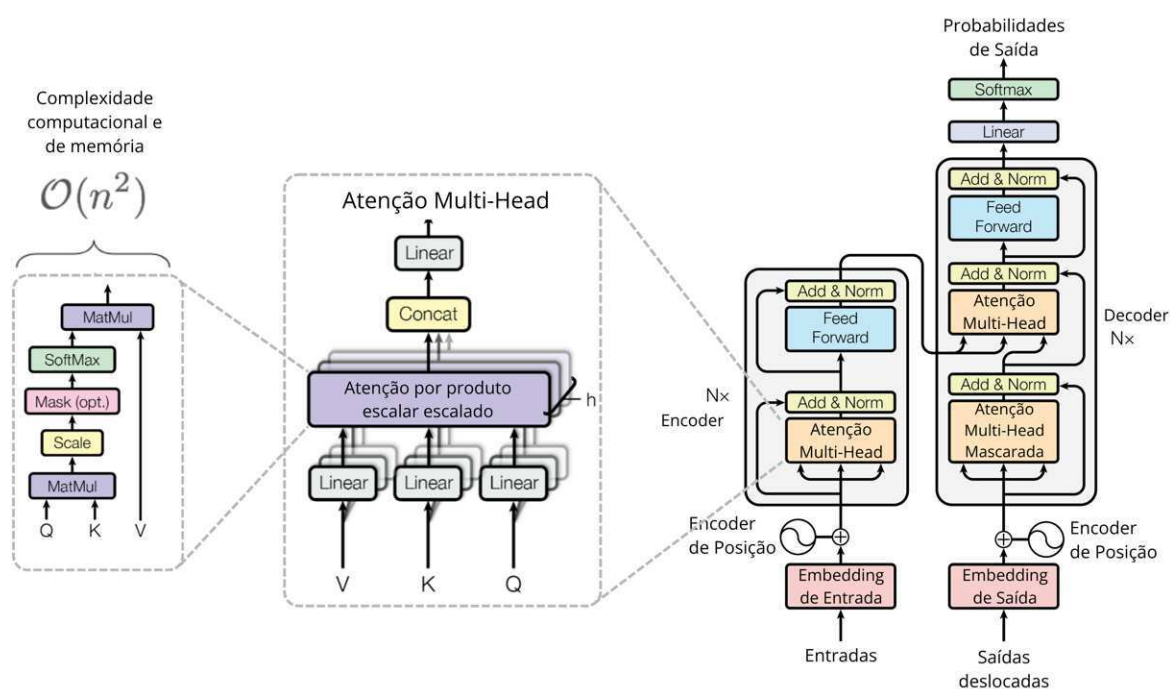 Complexidade
computacional e
de memória
O(n²)
MatMul
SoftMax
Mask (opt.)
Scale
MatMul
Q K V
Atenção Multi-Head
Linear
Concat
Atenção por produto
escalar escalado
h
Linear Linear Linear
V K Q
Probabilidades
de Saída
Softmax
Linear
Add & Norm
Feed
Forward
Add & Norm
Atenção
Multi-Head
Decoder
N×
Add & Norm
Atenção
Multi-Head
Mascarada
Add & Norm
Feed
Forward
N×
Encoder
Add & Norm
Atenção
Multi-Head
Encoder
de Posição
Encoder
de Posição
Embedding
de Entrada
Embedding
de Saída
Entradas
Saídas
deslocadas